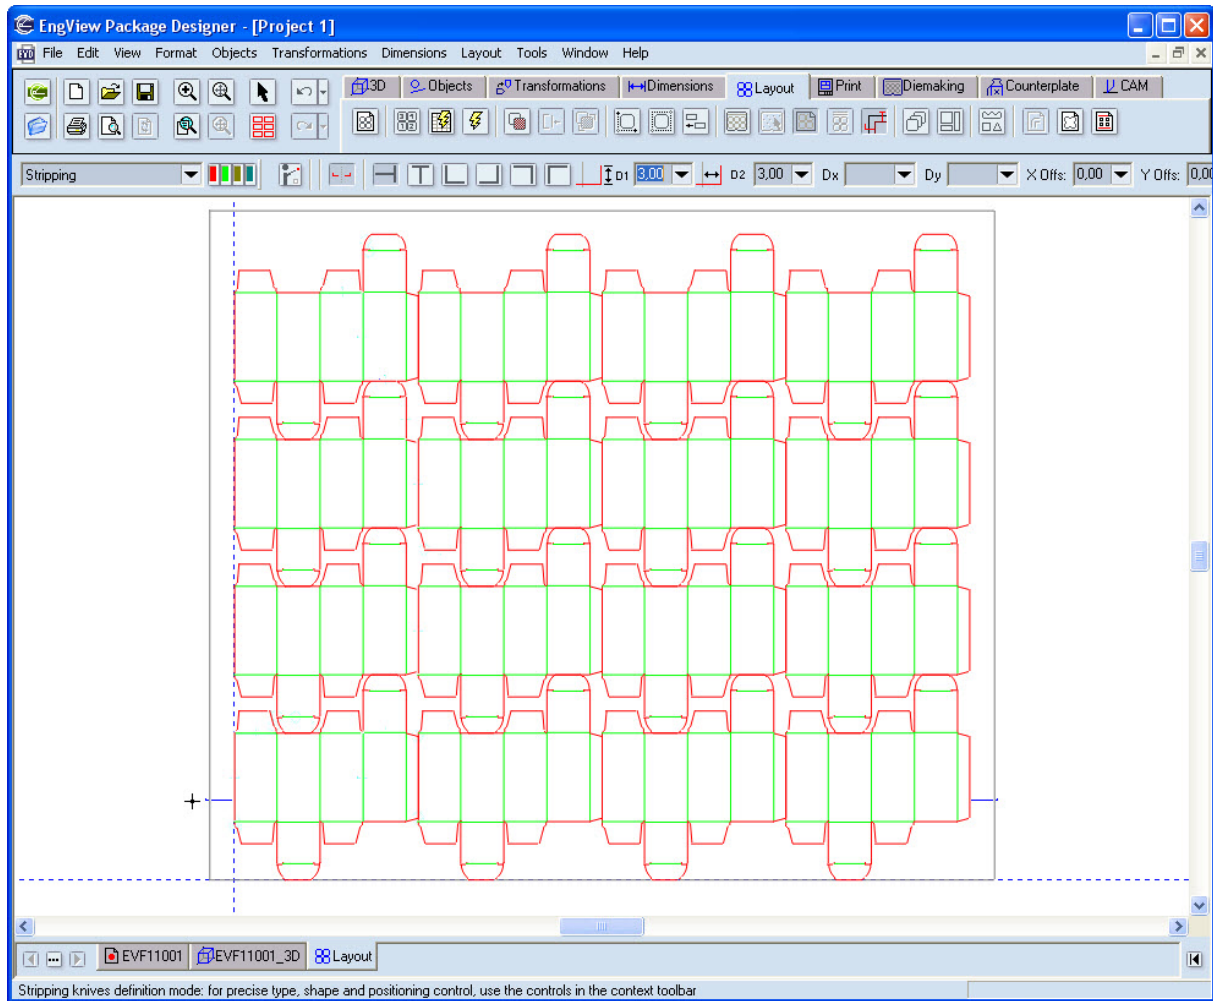 EngView Package Designer - [Project 1]
File Edit View Format Objects Transformations Dimensions Layout Tools Window Help
3D Objects Transformations Dimensions Layout Print Diemaking Counterplate CAM
Stripping D1 3,00 D2 3,00 Dx Dy X Offs: 0,00 Y Offs: 0,00
EVF11001 EVF11001_3D Layout
Stripping knives definition mode: for precise type, shape and positioning control, use the controls in the context toolbar